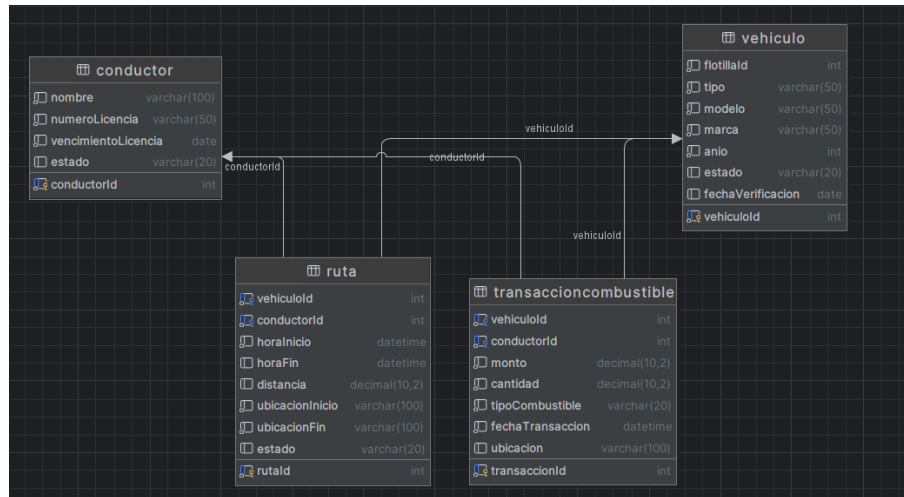 conductor
nombre varchar(100)
numeroLicencia varchar(50)
vencimientoLicencia date
estado varchar(20)
conductorId int
vehiculo
flotillaId int
tipo varchar(50)
modelo varchar(50)
marca varchar(50)
anio int
estado varchar(20)
fechaVerificacion date
vehiculoId int
vehiculoId
conductorId
conductorId
vehiculoId
ruta
vehiculoId int
conductorId int
horaInicio datetime
horaFin datetime
distancia decimal(10,2)
ubicacionInicio varchar(100)
ubicacionFin varchar(100)
estado varchar(20)
rutaId int
transaccioncombustible
vehiculoId int
conductorId int
monto decimal(10,2)
cantidad decimal(10,2)
tipoCombustible varchar(20)
fechaTransaccion datetime
ubicacion varchar(100)
transaccionId int